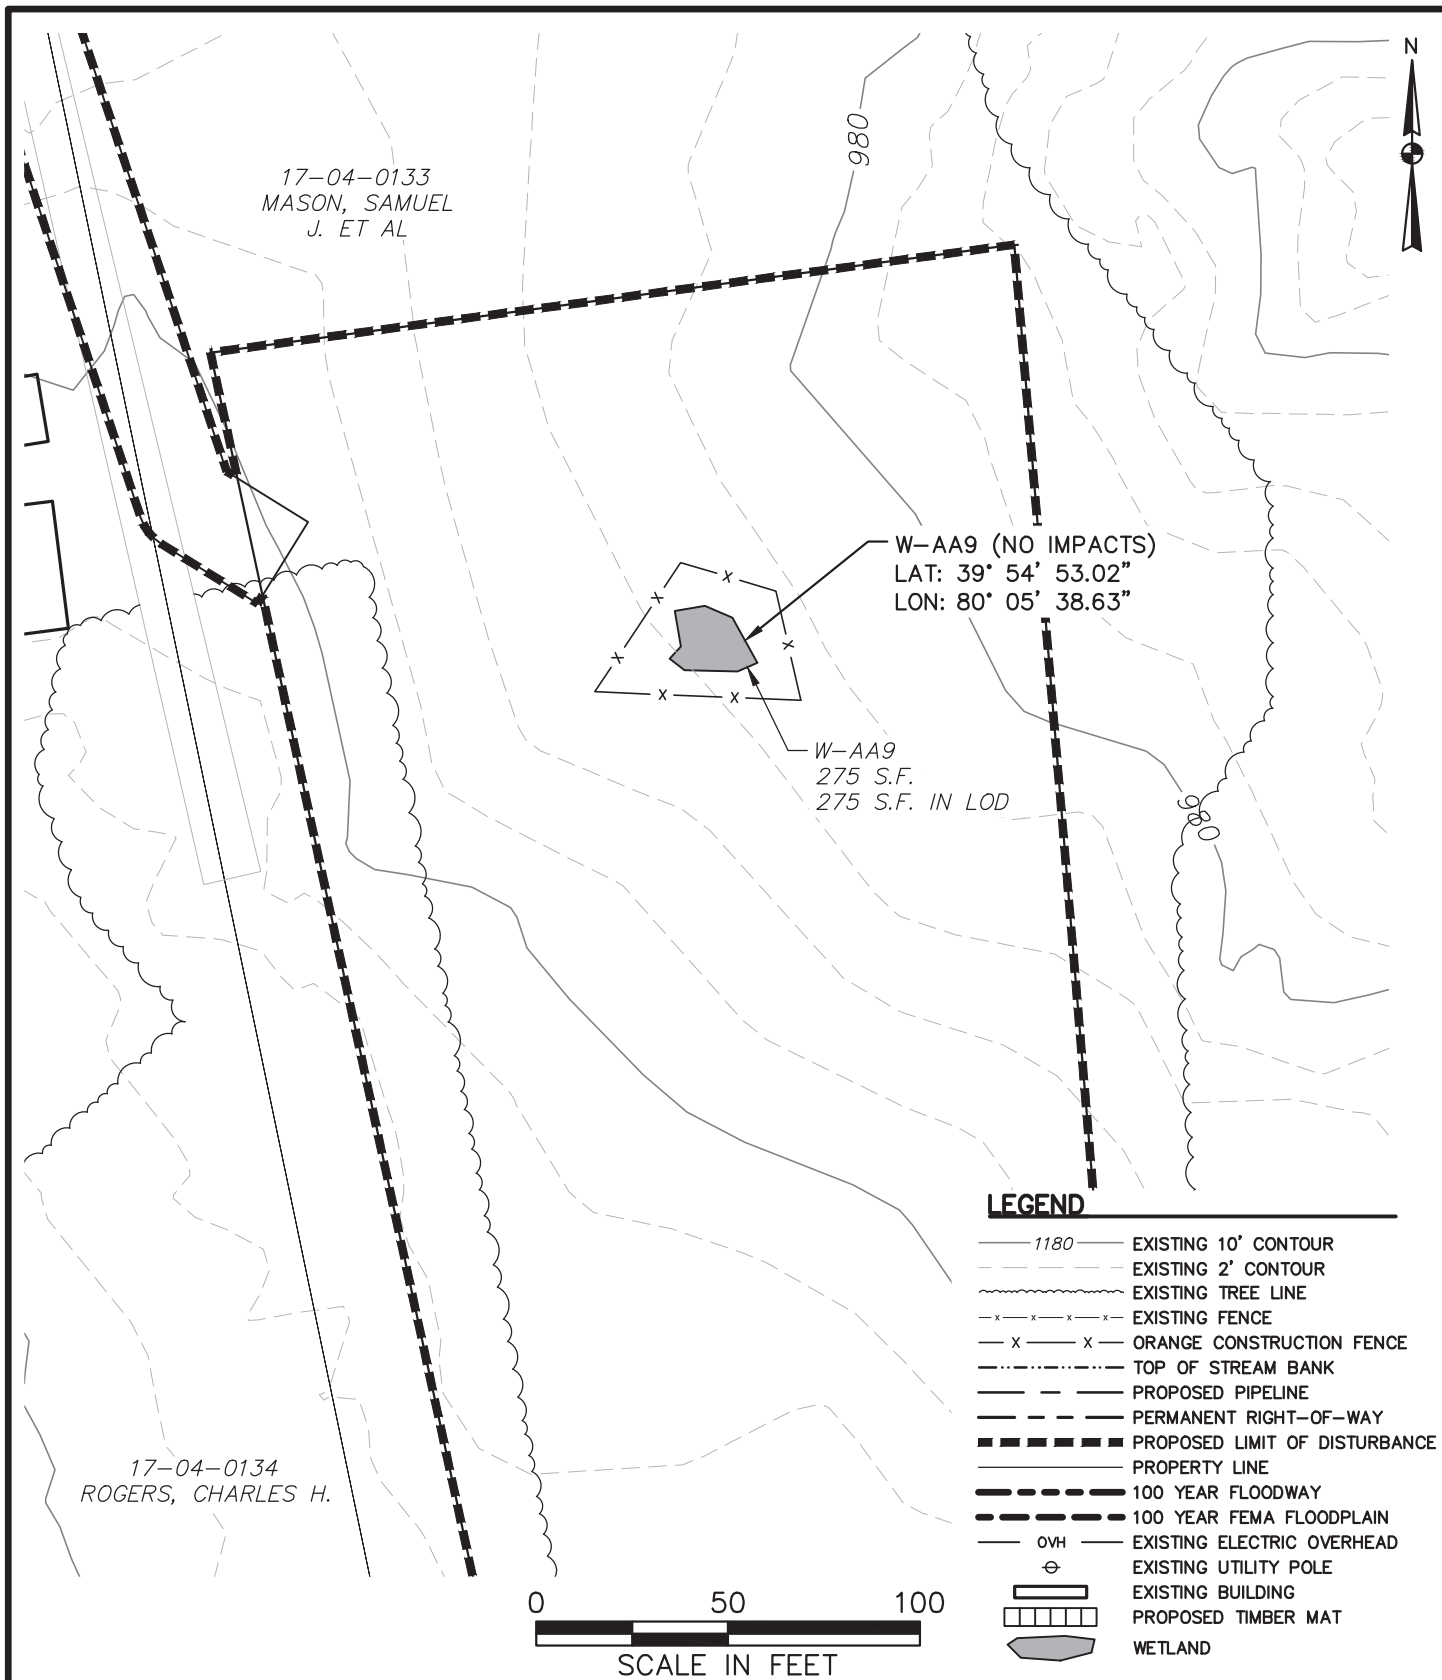 N
980
17-04-0133
MASON, SAMUEL
J. ET AL
W-AA9 (NO IMPACTS)
LAT: 39° 54' 53.02"
LON: 80° 05' 38.63"
X
X
X
X
X
X
W-AA9
275 S.F.
275 S.F. IN LOD
17-04-0134
ROGERS, CHARLES H.
LEGEND
1180 EXISTING 10' CONTOUR
EXISTING 2' CONTOUR
EXISTING TREE LINE
x x x x EXISTING FENCE
X X ORANGE CONSTRUCTION FENCE
TOP OF STREAM BANK
PROPOSED PIPELINE
PERMANENT RIGHT-OF-WAY
PROPOSED LIMIT OF DISTURBANCE
PROPERTY LINE
100 YEAR FLOODWAY
100 YEAR FEMA FLOODPLAIN
OVH EXISTING ELECTRIC OVERHEAD
EXISTING UTILITY POLE
EXISTING BUILDING
PROPOSED TIMBER MAT
WETLAND
0 50 100
SCALE IN FEET